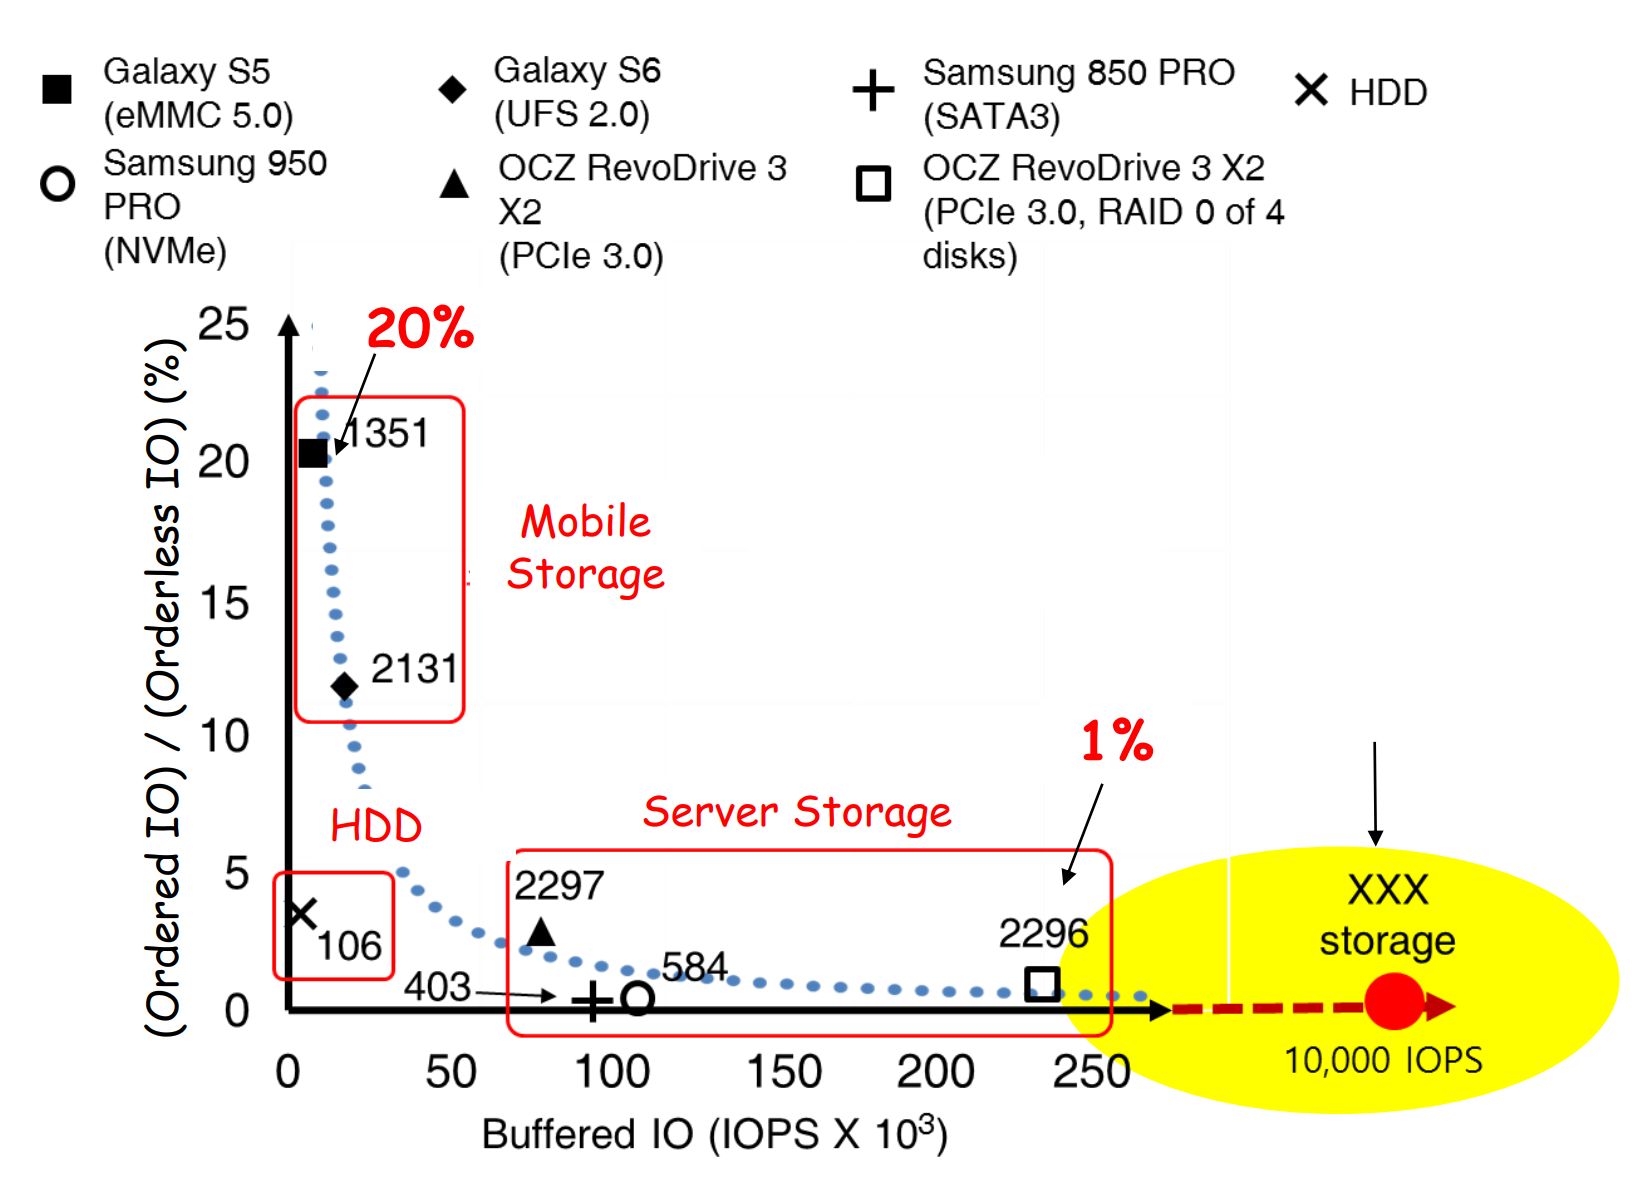 Galaxy S5
(eMMC 5.0)
Galaxy S6
(UFS 2.0)
Samsung 850 PRO
(SATA3)
HDD
Samsung 950
PRO
(NVMe)
OCZ RevoDrive 3
X2
(PCIe 3.0)
OCZ RevoDrive 3 X2
(PCIe 3.0, RAID 0 of 4
disks)
(Ordered IO) / (Orderless IO) (%)
25
20
15
10
5
0
20%
1351
Mobile
Storage
2131
1%
HDD
Server Storage
106
2297
403
584
2296
XXX
storage
10,000 IOPS
0
50
100
150
200
250
Buffered IO (IOPS X 10³)